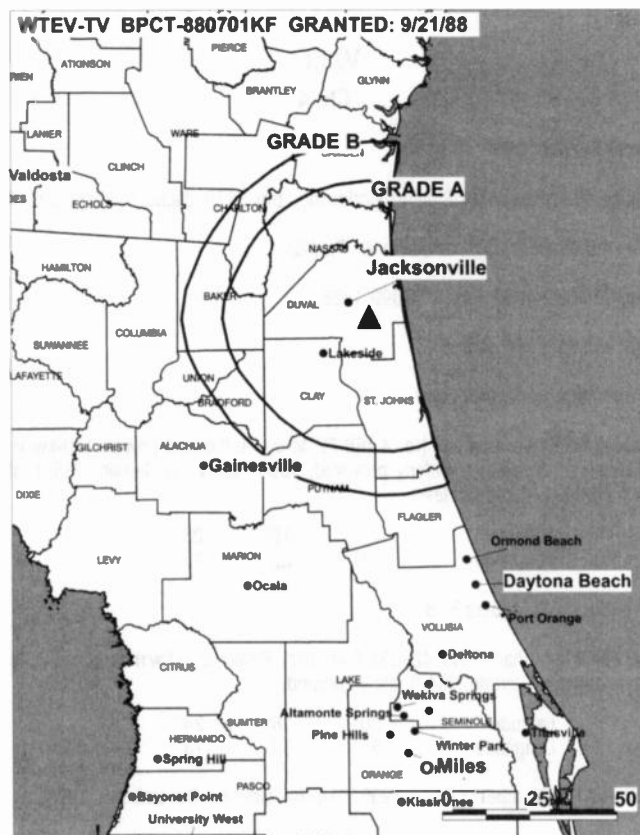 WTEV-TV BPCT-880701KF GRANTED: 9/21/88
PIERCE
ATKINSON
GLYNN
BRANTLEY
LANIER
WARE
GRADE B
CLINCH
Valdosta
GRADE A
ECHOLS
CHARLTON
NASSAU
HAMILTON
Jacksonville
BAKER
DUVAL
COLUMBIA
SUWANNEE
Lakeside
LAFAYETTE
UNION
CLAY
ST. JOHNS
BRADFORD
GILCHRIST
ALACHUA
Gainesville
PUTNAM
DIXIE
FLAGLER
Ormond Beach
LEVY
MARION
Daytona Beach
Ocala
Port Orange
VOLUSIA
Deltona
CITRUS
LAKE
Wekiva Springs
Altamonte Springs
SEMINOLE
SUMTER
HERNANDO
Pine Hills
Winter Park
Titusville
Spring Hill
ORANGE
Miles
PASCO
Bayonet Point
Kissimmee
0 25 50
University West